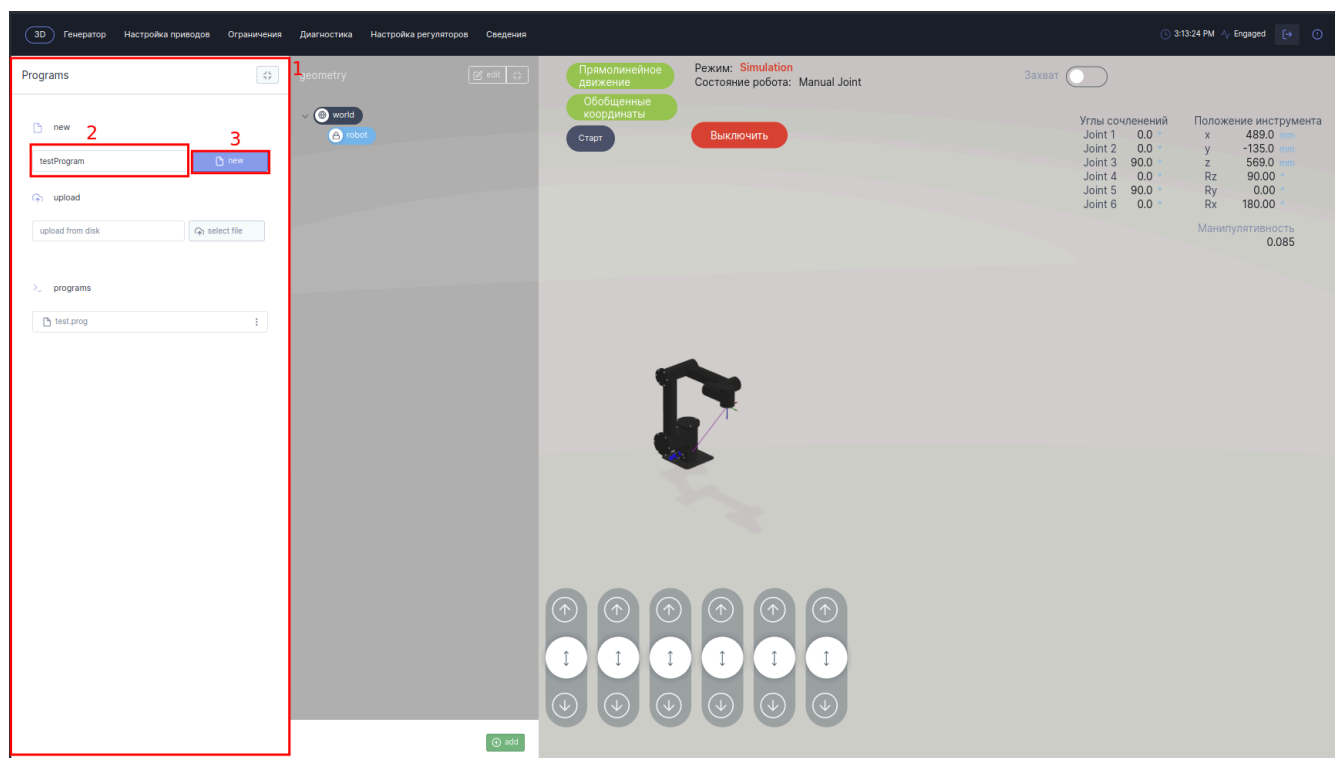 3D Генератор Настройка приводов Ограничения Диагностика Настройка регуляторов Сведения 3:13:24 PM Engaged
Programs
1
new
2
3
testProgram
new
upload
upload from disk
select file
programs
test.prog
geometry
edit
world
robot
add
Прямолинейное
движение
Обобщенные
координаты
Старт
Режим: Simulation
Состояние робота: Manual Joint
Выключить
Захват
Углы сочленений
Joint 1 0.0 °
Joint 2 0.0 °
Joint 3 90.0 °
Joint 4 0.0 °
Joint 5 90.0 °
Joint 6 0.0 °
Положение инструмента
x 489.0 mm
y -135.0 mm
z 569.0 mm
Rz 90.00 °
Ry 0.00 °
Rx 180.00 °
Манипулятивность
0.085